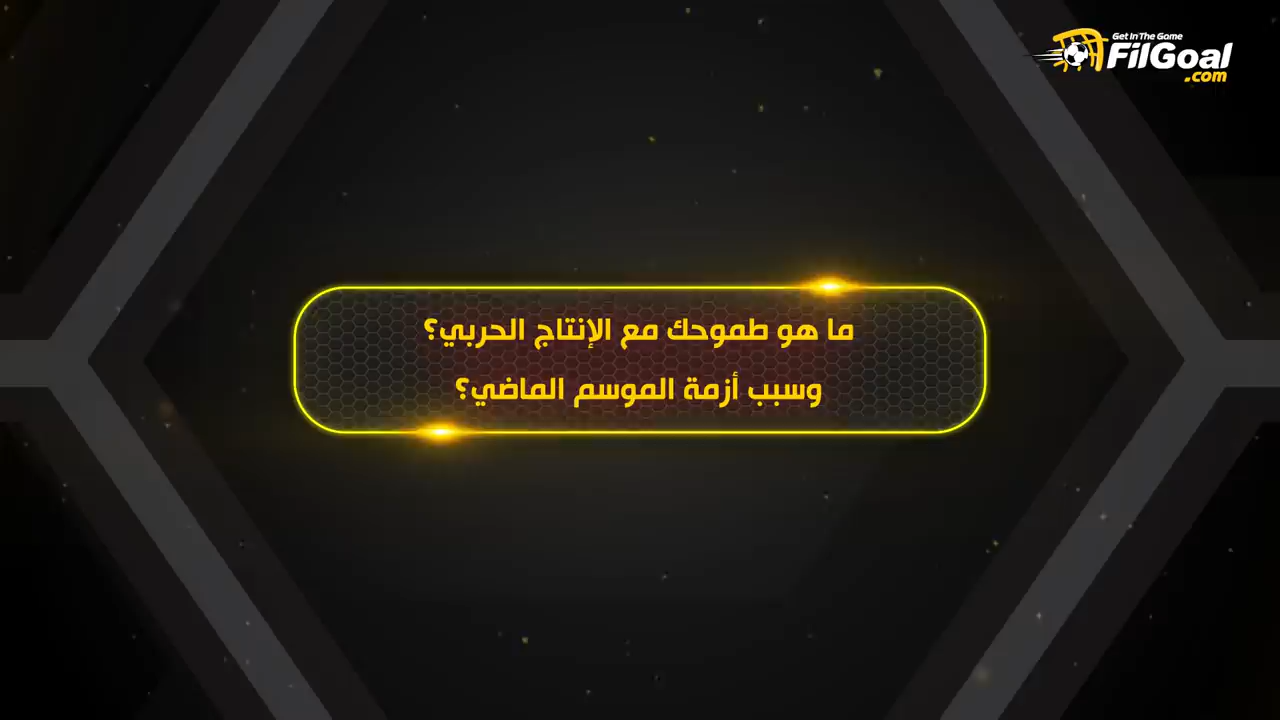 Get In The Game
FilGoal
.com
ما هو طموحك مع الإنتاج الحربي؟
وسبب أزمة الموسم الماضي؟